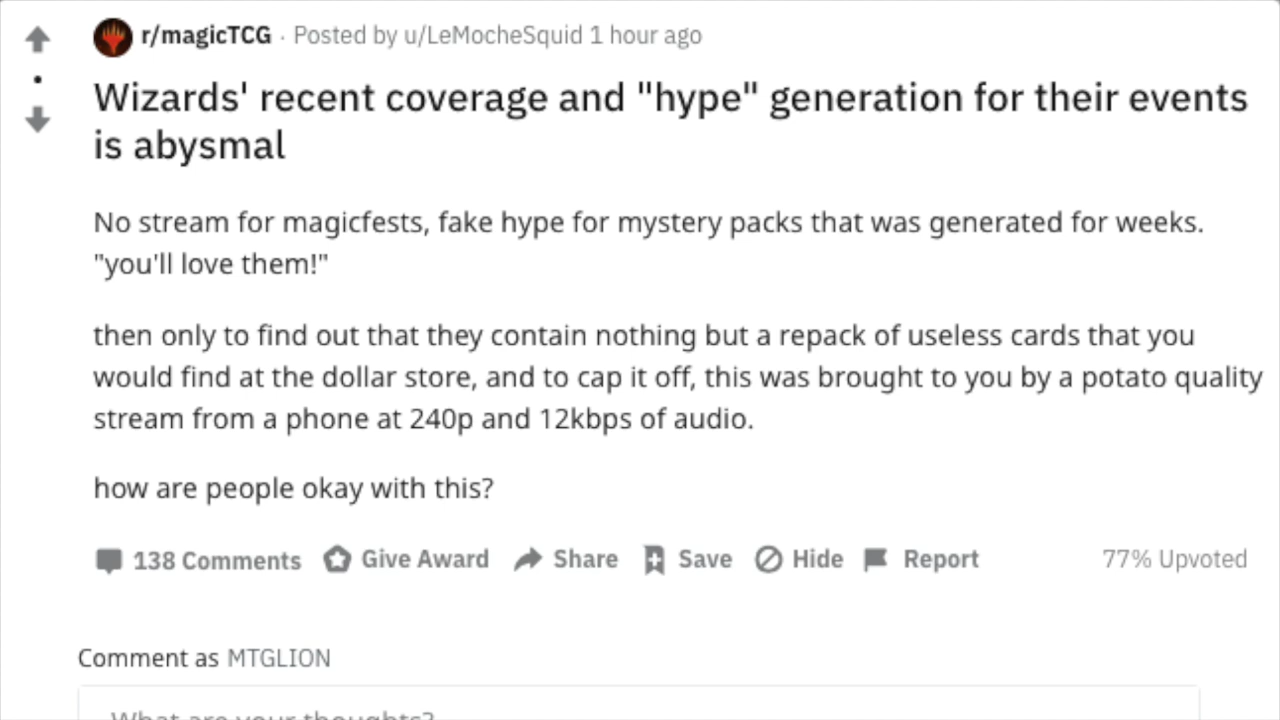 r/magicTCG · Posted by u/LeMocheSquid 1 hour ago
Wizards' recent coverage and "hype" generation for their events
is abysmal
No stream for magicfests, fake hype for mystery packs that was generated for weeks.
"you'll love them!"
then only to find out that they contain nothing but a repack of useless cards that you
would find at the dollar store, and to cap it off, this was brought to you by a potato quality
stream from a phone at 240p and 12kbps of audio.
how are people okay with this?
138 Comments Give Award Share Save Hide Report 77% Upvoted
Comment as MTGLION
What are your thoughts?